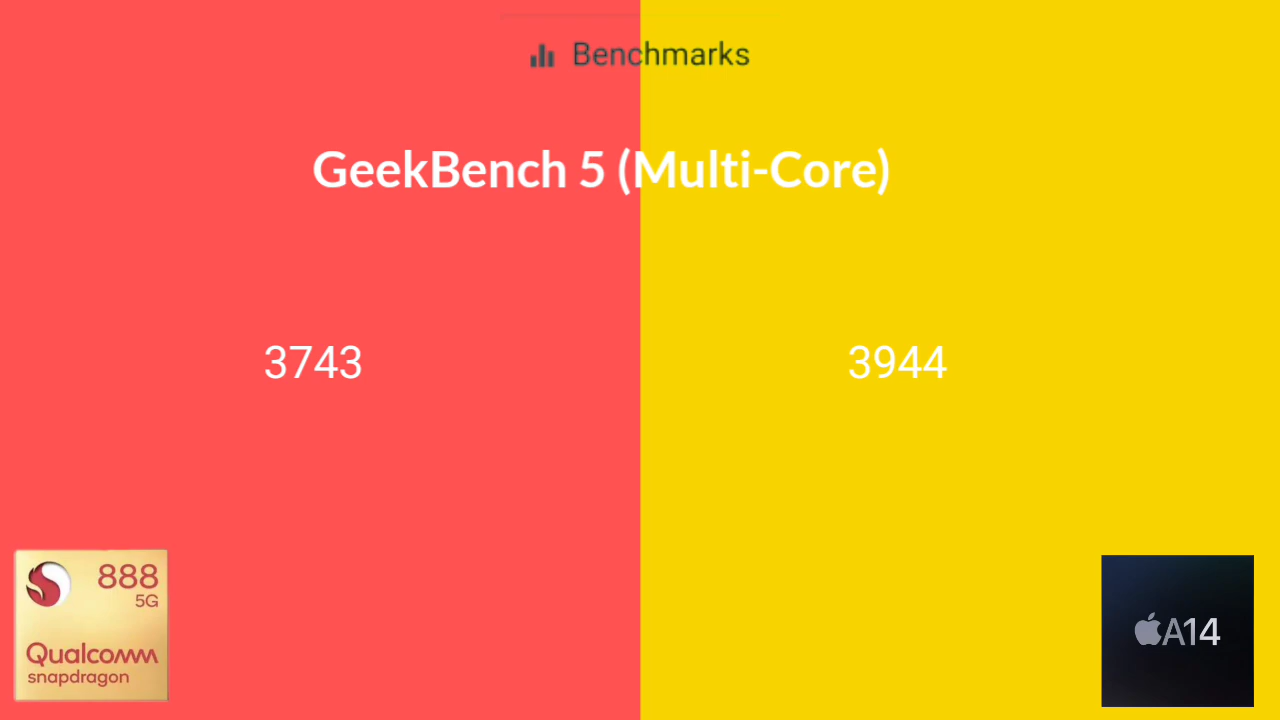 Benchmarks
GeekBench 5 (Multi-Core)
3743
3944
888
5G
Qualcomm
snapdragon
A14